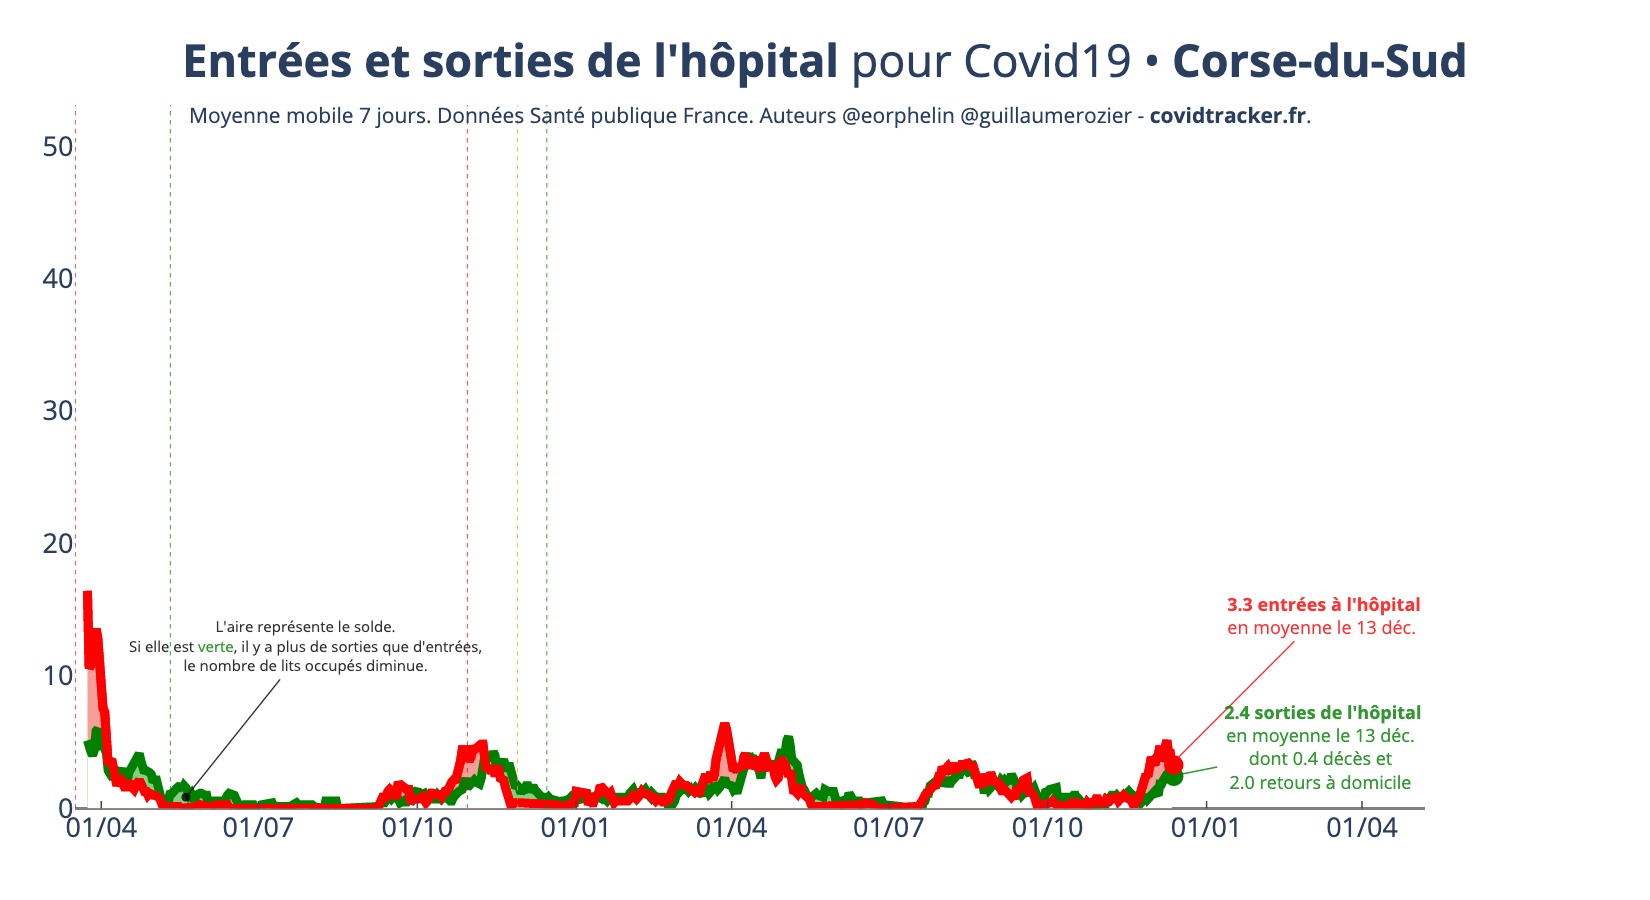 Entrées et sorties de l'hôpital pour Covid19 • Corse-du-Sud
Moyenne mobile 7 jours. Données Santé publique France. Auteurs @eorphelin @guillaumerozier - covidtracker.fr.
50
40
30
20
10
0
L'aire représente le solde.
Si elle est verte, il y a plus de sorties que d'entrées,
le nombre de lits occupés diminue.
3.3 entrées à l'hôpital
en moyenne le 13 déc.
2.4 sorties de l'hôpital
en moyenne le 13 déc.
dont 0.4 décès et
2.0 retours à domicile
01/04 01/07 01/10 01/01 01/04 01/07 01/10 01/01 01/04